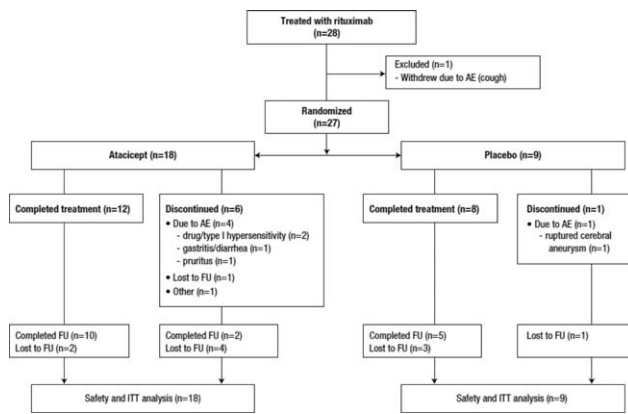 Treated with rituximab
(n=28)
Excluded (n=1)
- Withdrew due to AE (cough)
Randomized
(n=27)
Atacicept (n=18)
Placebo (n=9)
Completed treatment (n=12)
Discontinued (n=6)
• Due to AE (n=4)
- drug/type I hypersensitivity (n=2)
- gastritis/diarrhea (n=1)
- pruritus (n=1)
• Lost to FU (n=1)
• Other (n=1)
Completed treatment (n=8)
Discontinued (n=1)
• Due to AE (n=1)
- ruptured cerebral
aneurysm (n=1)
Completed FU (n=10)
Lost to FU (n=2)
Completed FU (n=2)
Lost to FU (n=4)
Completed FU (n=5)
Lost to FU (n=3)
Lost to FU (n=1)
Safety and ITT analysis (n=18)
Safety and ITT analysis (n=9)